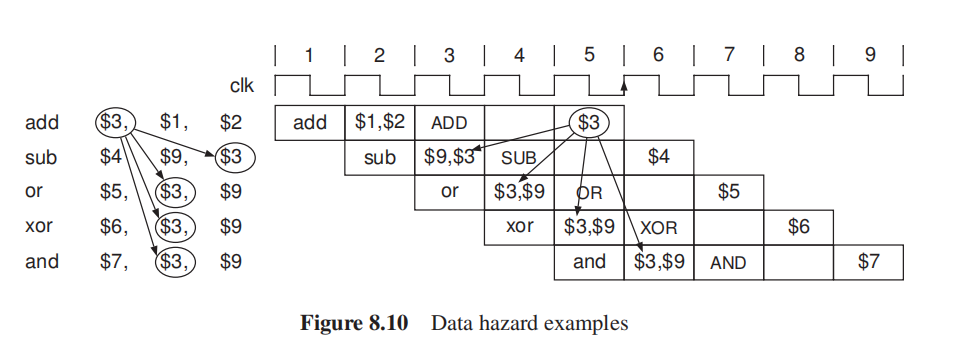 1 2 3 4 5 6 7 8 9
clk
add $3, $1, $2 add $1,$2 ADD $3
sub $4 $9, $3 sub $9,$3 SUB $4
or $5, $3, $9 or $3,$9 OR $5
xor $6, $3, $9 xor $3,$9 XOR $6
and $7, $3, $9 and $3,$9 AND $7
Figure 8.10 Data hazard examples